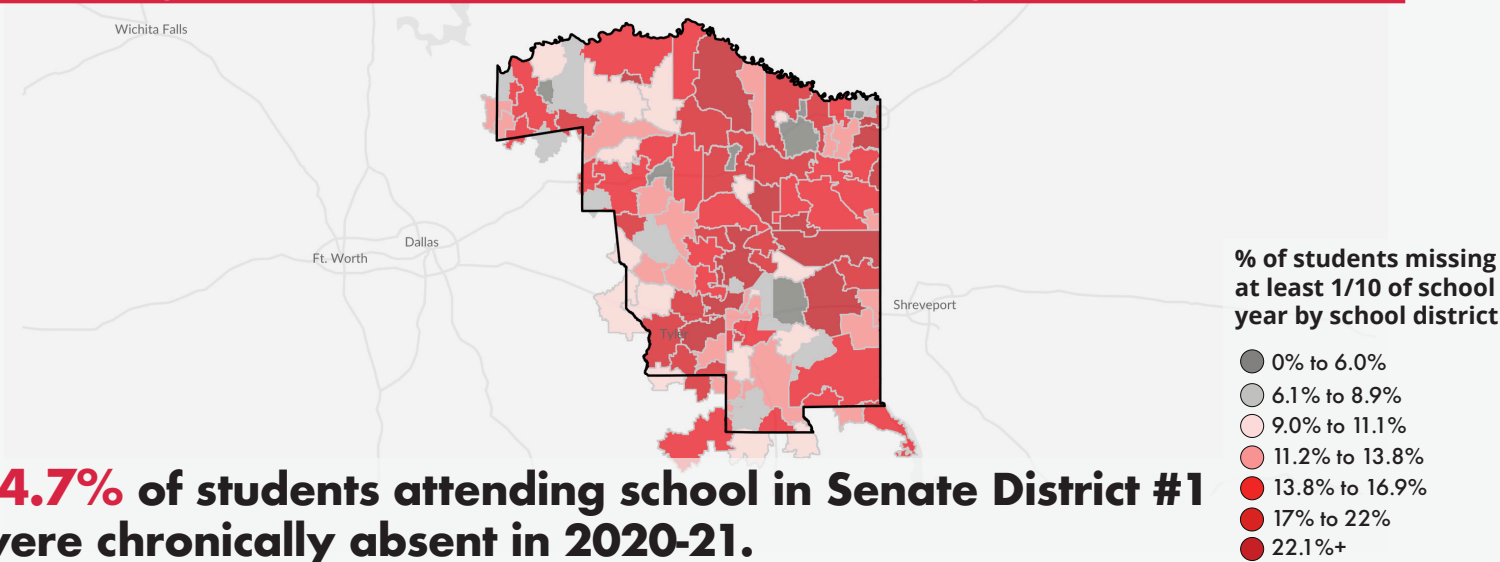 Wichita Falls
Dallas
Ft. Worth
Tyler
Shreveport
% of students missing
at least 1/10 of school
year by school district
0% to 6.0%
6.1% to 8.9%
9.0% to 11.1%
11.2% to 13.8%
13.8% to 16.9%
17% to 22%
22.1%+
4.7% of students attending school in Senate District #1
were chronically absent in 2020-21.